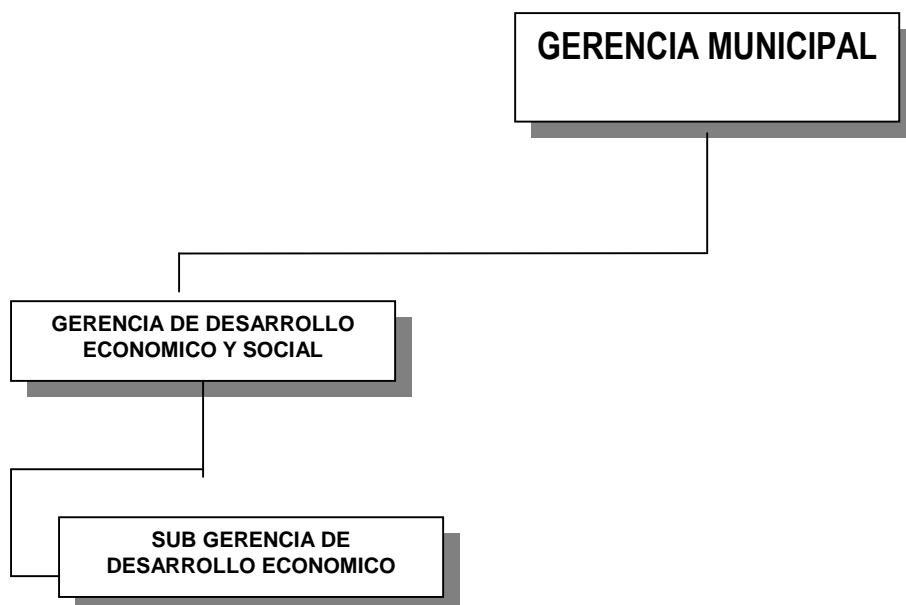 GERENCIA MUNICIPAL
GERENCIA DE DESARROLLO
ECONOMICO Y SOCIAL
SUB GERENCIA DE
DESARROLLO ECONOMICO